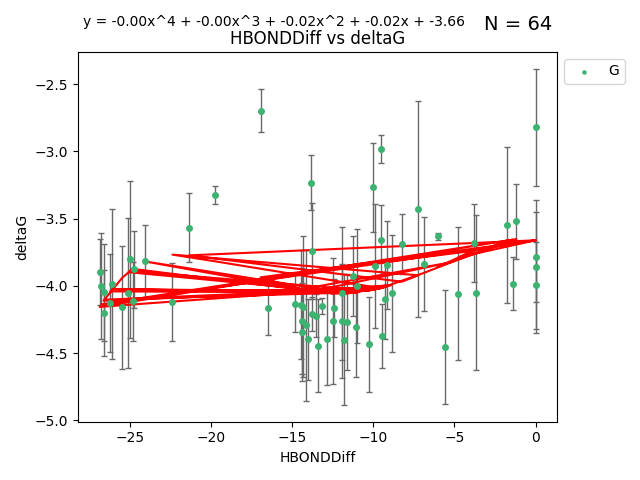 y = -0.00x^4 + -0.00x^3 + -0.02x^2 + -0.02x + -3.66
N = 64
HBONDDiff vs deltaG
G
−2.5
−3.0
−3.5
−4.0
−4.5
−5.0
deltaG
−25
−20
−15
−10
−5
0
HBONDDiff